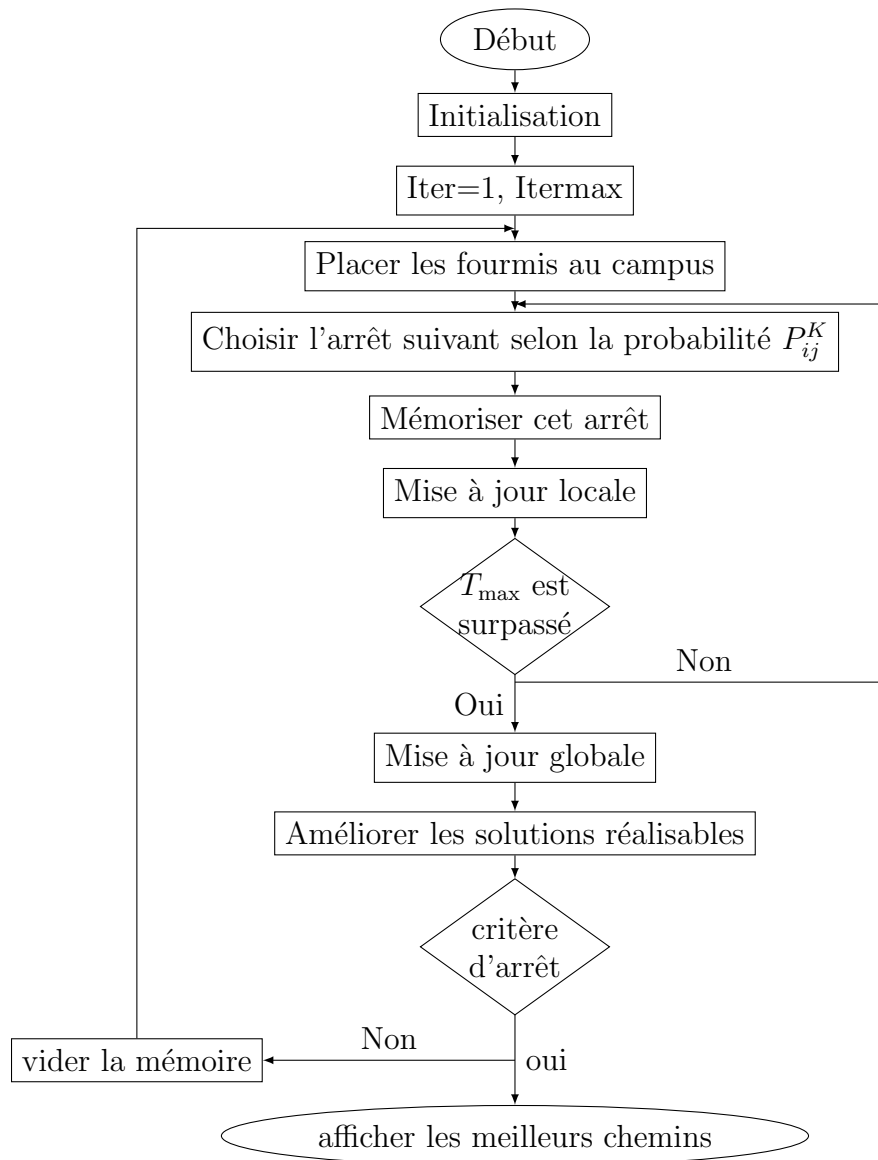 Début
Initialisation
Iter=1, Itermax
Placer les fourmis au campus
Choisir l'arrêt suivant selon la probabilité $P_{ij}^{K}$
Mémoriser cet arrêt
Mise à jour locale
$T_{\max}$ est
surpassé
Non
Oui
Mise à jour globale
Améliorer les solutions réalisables
critère
d'arrêt
Non
oui
vider la mémoire
afficher les meilleurs chemins